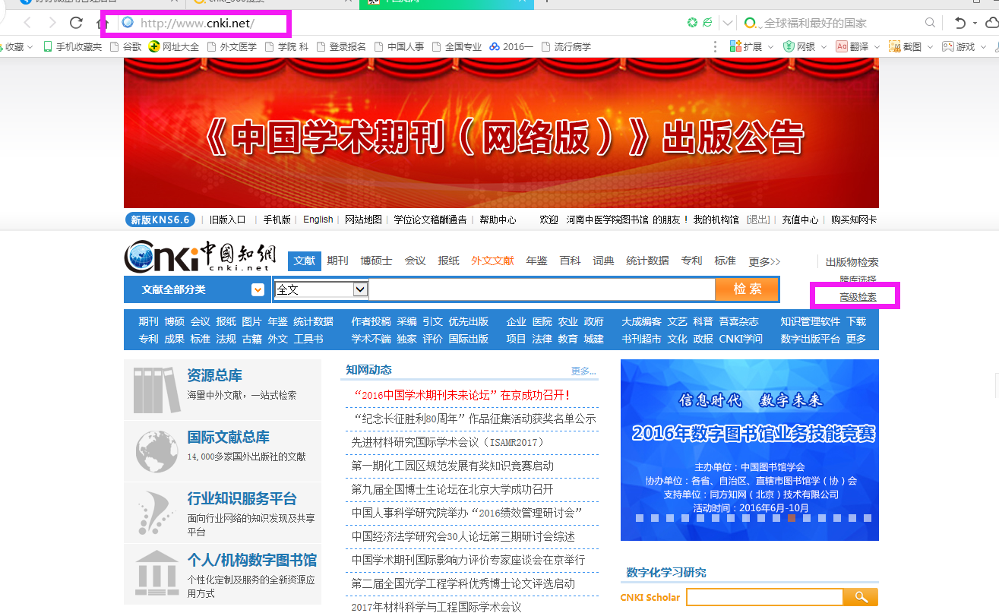 cnki_360搜索
http://www.cnki.net/
全球福利最好的国家
收藏 手机收藏夹 谷歌 网址大全 外文医学 学院 科 登录报名 中国人事 全国专业 2016一 流行病学 扩展 网银 翻译 截图 游戏
《中国学术期刊（网络版）》出版公告
新版KNS6.6 | 旧版入口 | 手机版 | English | 网站地图 | 学位论文稿酬通告 | 帮助中心 欢迎 河南中医学院图书馆 的朋友！我的机构馆 [退出] | 充值中心 | 购买知网卡
Cnki 中国知網
cnki.net
文献 期刊 博硕士 会议 报纸 外文文献 年鉴 百科 词典 统计数据 专利 标准 更多>>
出版物检索
跨库选择
高级检索
文献全部分类 全文 检索
期刊 博硕 会议 报纸 图片 年鉴 统计数据 作者投稿 采编 引文 优先出版 企业 医院 农业 政府 大成编客 文艺 科普 吾喜杂志 知识管理软件 下载
专利 成果 标准 法规 古籍 外文 工具书 学术不端 独家 评价 国际出版 项目 法律 教育 城建 书刊超市 文化 政报 CNKI学问 数字出版平台 更多
资源总库
海量中外文献，一站式检索
国际文献总库
14,000多家国外出版社的文献
行业知识服务平台
面向行业网络的知识发现及共享
平台
个人/机构数字图书馆
个性化定制及服务的全新资源应
用方式
知网动态 更多...
“2016中国学术期刊未来论坛”在京成功召开！
“纪念长征胜利80周年”作品征集活动获奖名单公示
先进材料研究国际学术会议（ISAMR2017）
第一期化工园区规范发展有奖知识竞赛启动
第九届全国博士生论坛在北京大学成功召开
中国人事科学研究院举办“2016绩效管理研讨会”
中国经济法学研究会30人论坛第三期研讨会综述
中国学术期刊国际影响力评价专家座谈会在京举行
第二届全国光学工程学科优秀博士论文评选启动
2017年材料科学与工程国际学术会议
信息时代 数字未来
2016年数字图书馆业务技能竞赛
主办单位：中国图书馆学会
协办单位：各省、自治区、直辖市图书馆学（协）会
支持单位：同方知网（北京）技术有限公司
活动时间：2016年6月-10月
数字化学习研究
CNKI Scholar